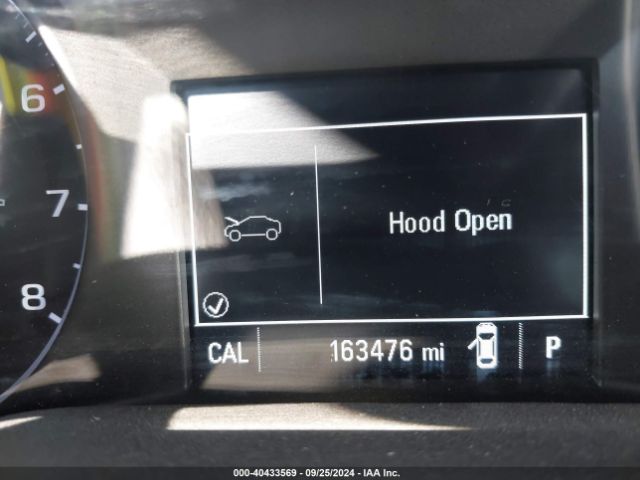 6
7
8
Hood Open
CAL 163476 mi P
000-40433569 • 09/25/2024 • IAA Inc.